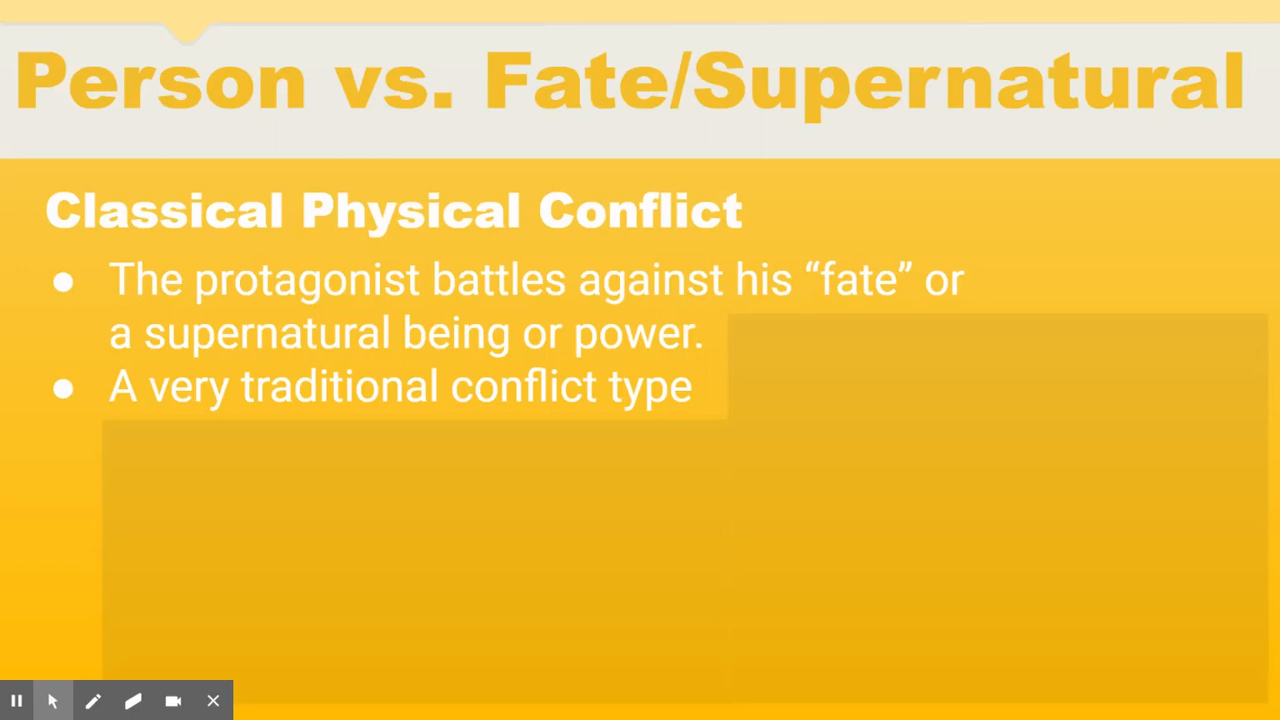 Person vs. Fate/Supernatural
Classical Physical Conflict
● The protagonist battles against his “fate” or
a supernatural being or power.
● A very traditional conflict type